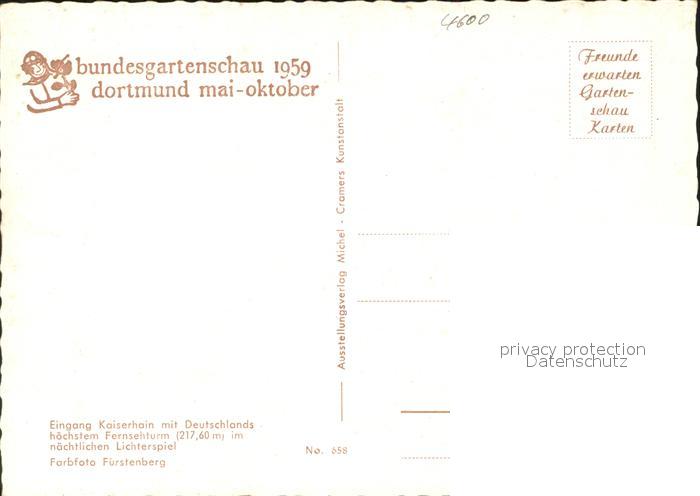 4600
bundesgartenschau 1959
dortmund mai-oktober
Freunde
erwarten
Garten-
schau
Karten
Ausstellungsverlag Michel - Cramers Kunstanstalt
privacy protection
Datenschutz
Eingang Kaiserhain mit Deutschlands
höchstem Fernsehturm (217,60 m) im
nächtlichen Lichterspiel
Farbfoto Fürstenberg
No. 658